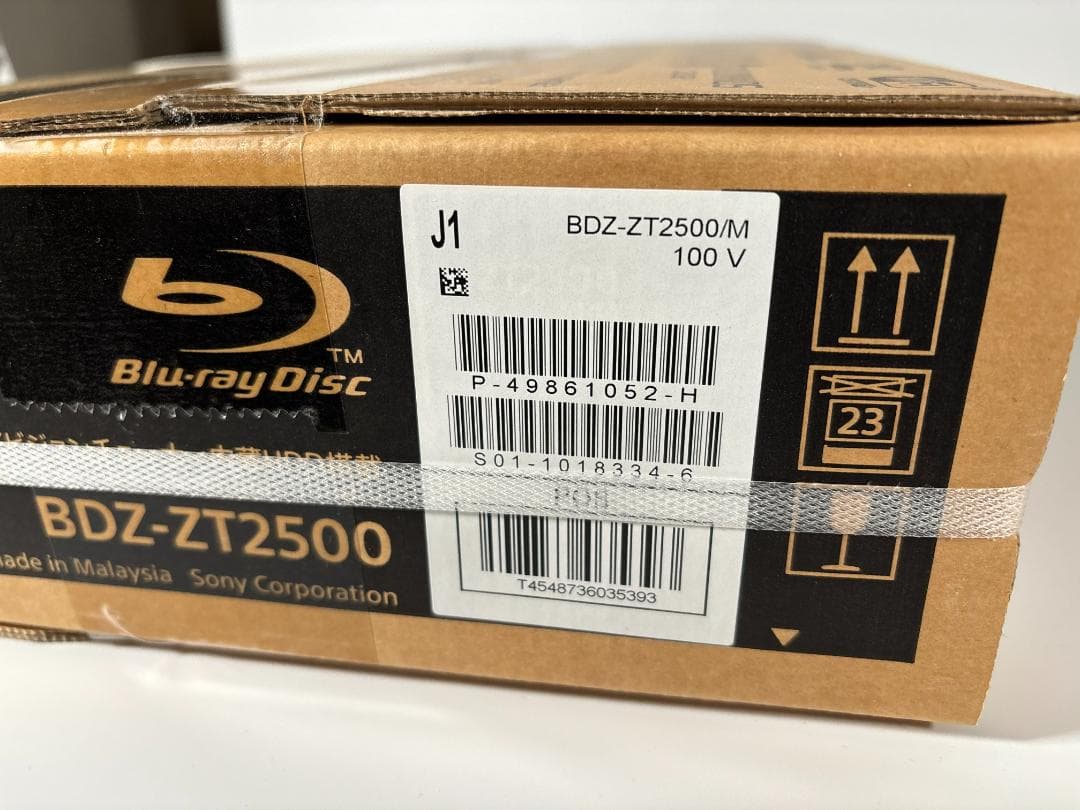 Blu-ray Disc
TM
BDZ-ZT2500
Made in Malaysia Sony Corporation
J1
BDZ-ZT2500/M
100 V
P-49861052-H
S01-1018334-6
T4548736035393
23